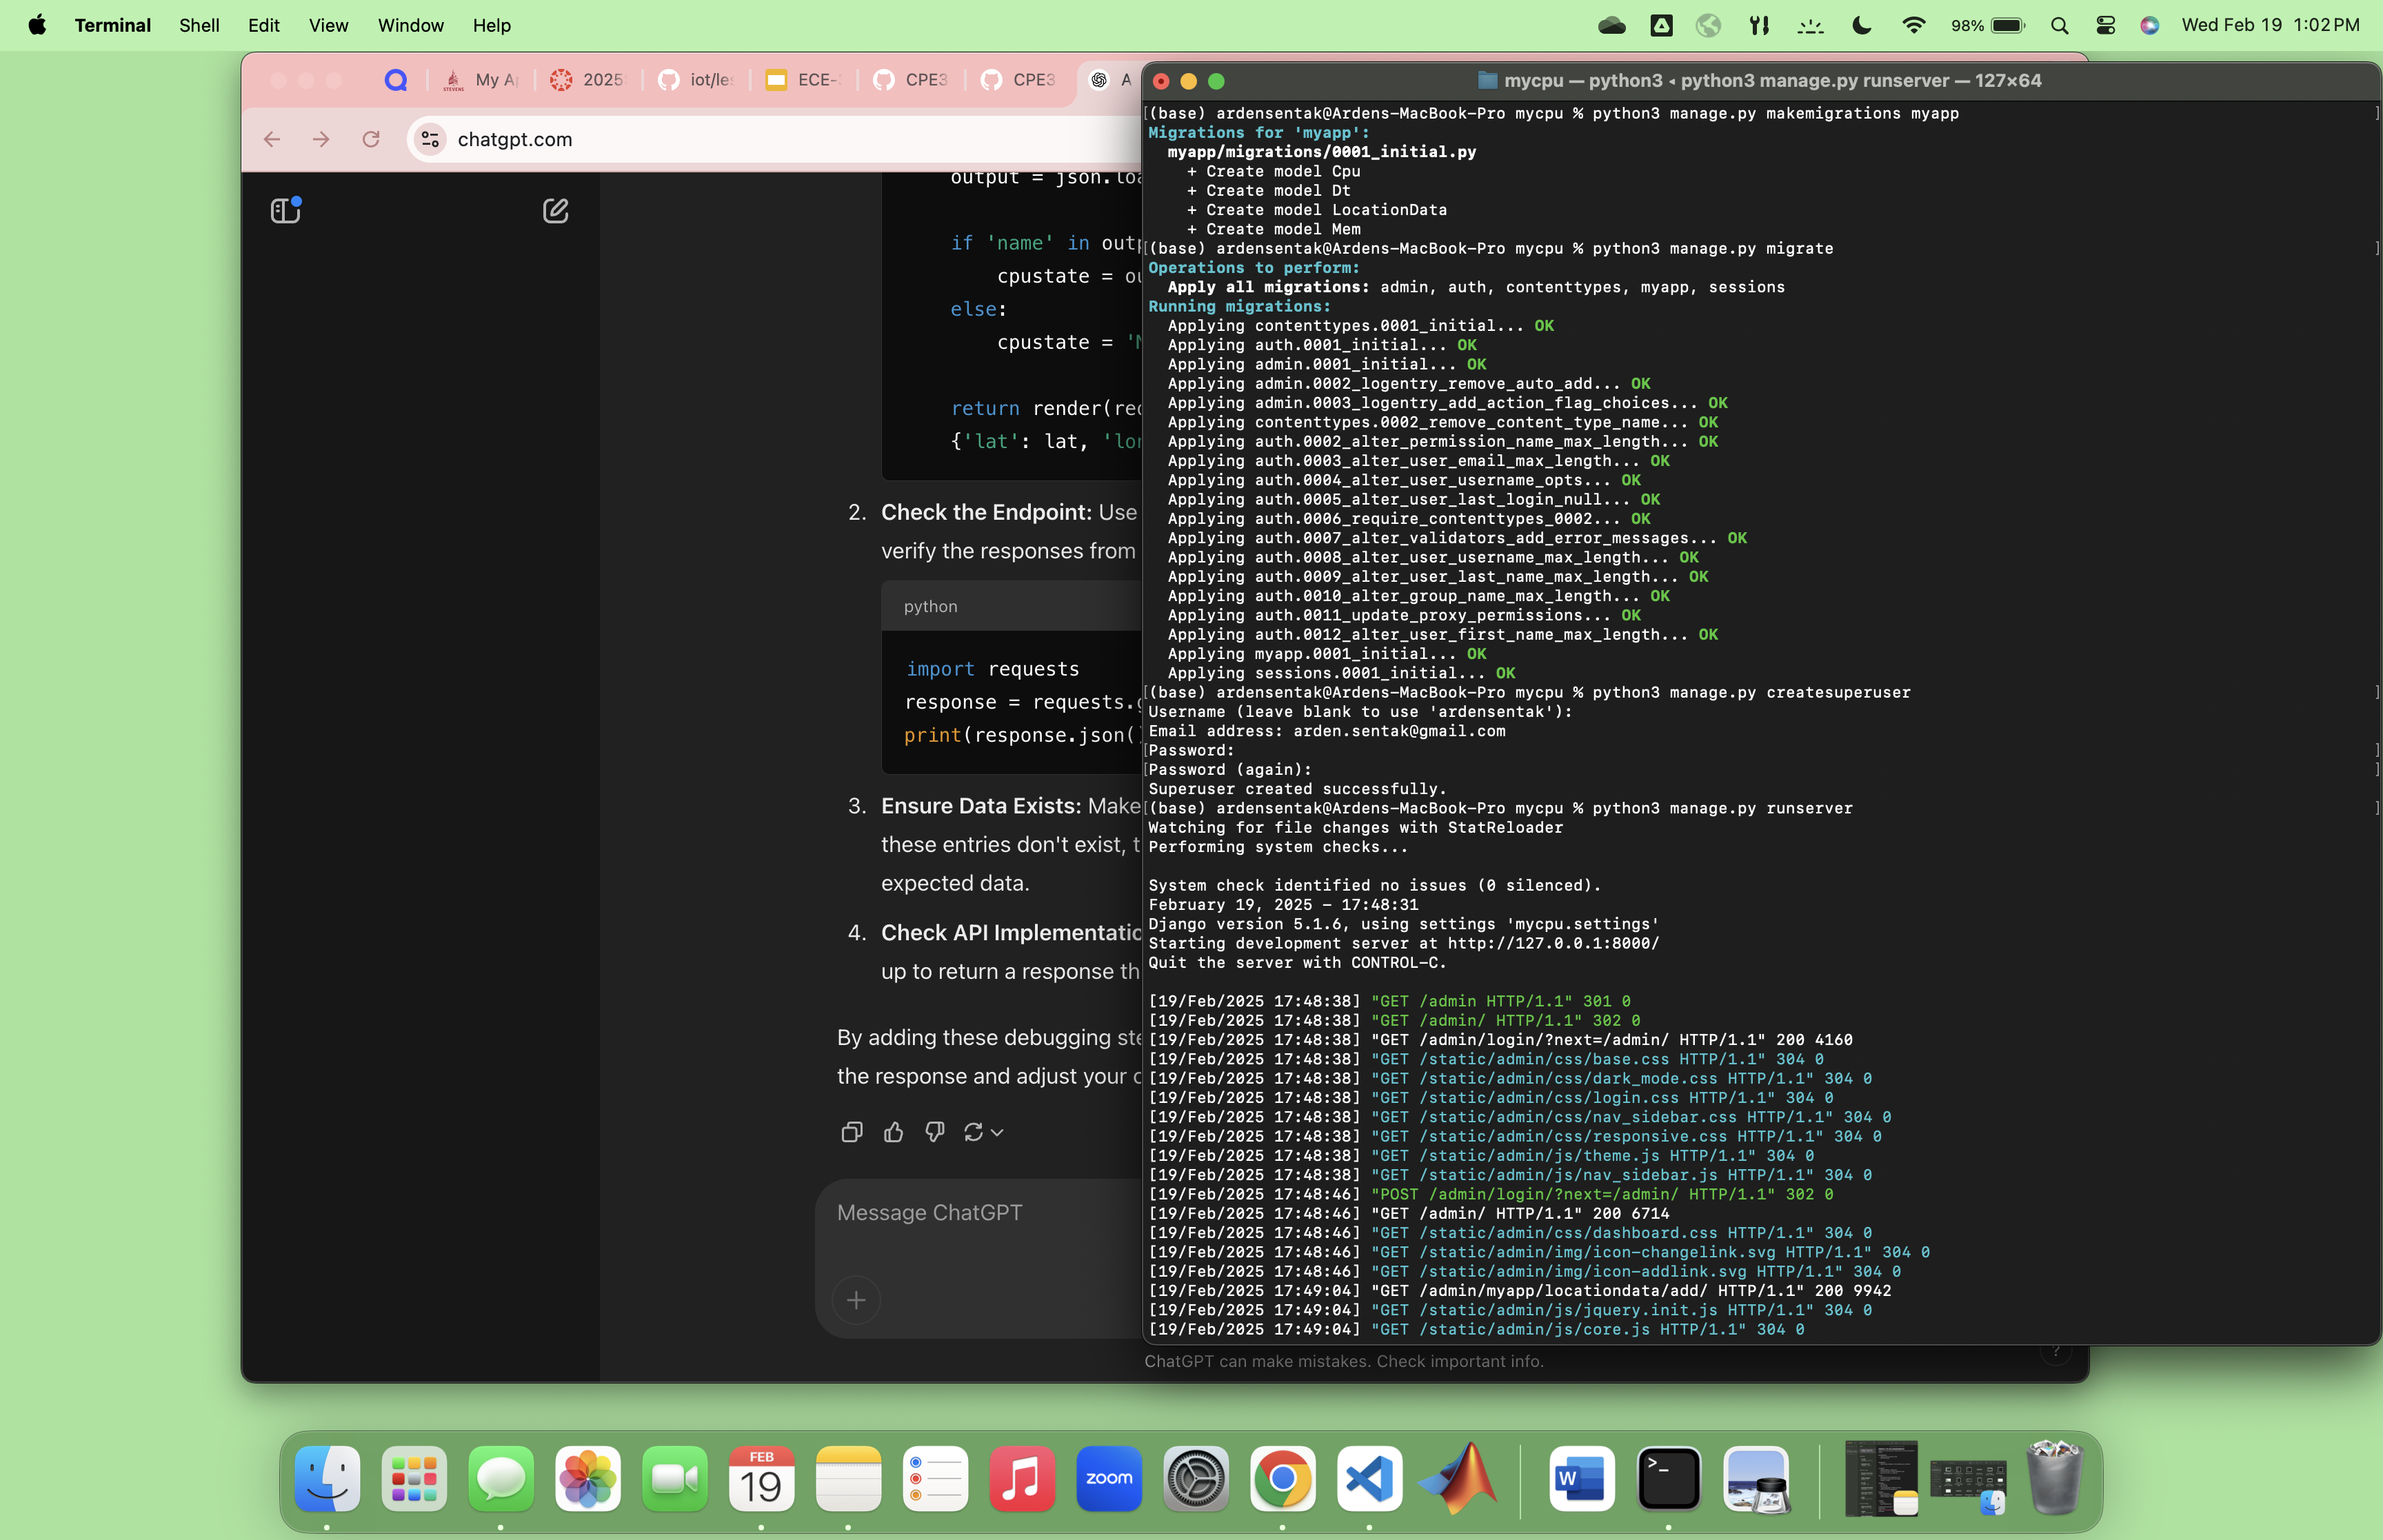 Terminal Shell Edit View Window Help
98% Wed Feb 19 1:02 PM
My A 2025 iot/le ECE- CPE3 CPE3 A
chatgpt.com
output = json.loa
if 'name' in outp
cpustate = ou
else:
cpustate = 'N
return render(req
{'lat': lat, 'lon
2. Check the Endpoint: Use
verify the responses from
python
import requests
response = requests.g
print(response.json()
3. Ensure Data Exists: Make
these entries don't exist, t
expected data.
4. Check API Implementatio
up to return a response th
By adding these debugging ste
the response and adjust your c
Message ChatGPT
ChatGPT can make mistakes. Check important info.
?
mycpu — python3 ◂ python3 manage.py runserver — 127×64
[(base) ardensentak@Ardens-MacBook-Pro mycpu % python3 manage.py makemigrations myapp ]
Migrations for 'myapp':
myapp/migrations/0001_initial.py
+ Create model Cpu
+ Create model Dt
+ Create model LocationData
+ Create model Mem
[(base) ardensentak@Ardens-MacBook-Pro mycpu % python3 manage.py migrate ]
Operations to perform:
Apply all migrations: admin, auth, contenttypes, myapp, sessions
Running migrations:
Applying contenttypes.0001_initial... OK
Applying auth.0001_initial... OK
Applying admin.0001_initial... OK
Applying admin.0002_logentry_remove_auto_add... OK
Applying admin.0003_logentry_add_action_flag_choices... OK
Applying contenttypes.0002_remove_content_type_name... OK
Applying auth.0002_alter_permission_name_max_length... OK
Applying auth.0003_alter_user_email_max_length... OK
Applying auth.0004_alter_user_username_opts... OK
Applying auth.0005_alter_user_last_login_null... OK
Applying auth.0006_require_contenttypes_0002... OK
Applying auth.0007_alter_validators_add_error_messages... OK
Applying auth.0008_alter_user_username_max_length... OK
Applying auth.0009_alter_user_last_name_max_length... OK
Applying auth.0010_alter_group_name_max_length... OK
Applying auth.0011_update_proxy_permissions... OK
Applying auth.0012_alter_user_first_name_max_length... OK
Applying myapp.0001_initial... OK
Applying sessions.0001_initial... OK
[(base) ardensentak@Ardens-MacBook-Pro mycpu % python3 manage.py createsuperuser ]
Username (leave blank to use 'ardensentak'):
Email address: arden.sentak@gmail.com
[Password: ]
[Password (again): ]
Superuser created successfully.
[(base) ardensentak@Ardens-MacBook-Pro mycpu % python3 manage.py runserver ]
Watching for file changes with StatReloader
Performing system checks...
System check identified no issues (0 silenced).
February 19, 2025 - 17:48:31
Django version 5.1.6, using settings 'mycpu.settings'
Starting development server at http://127.0.0.1:8000/
Quit the server with CONTROL-C.
[19/Feb/2025 17:48:38] "GET /admin HTTP/1.1" 301 0
[19/Feb/2025 17:48:38] "GET /admin/ HTTP/1.1" 302 0
[19/Feb/2025 17:48:38] "GET /admin/login/?next=/admin/ HTTP/1.1" 200 4160
[19/Feb/2025 17:48:38] "GET /static/admin/css/base.css HTTP/1.1" 304 0
[19/Feb/2025 17:48:38] "GET /static/admin/css/dark_mode.css HTTP/1.1" 304 0
[19/Feb/2025 17:48:38] "GET /static/admin/css/login.css HTTP/1.1" 304 0
[19/Feb/2025 17:48:38] "GET /static/admin/css/nav_sidebar.css HTTP/1.1" 304 0
[19/Feb/2025 17:48:38] "GET /static/admin/css/responsive.css HTTP/1.1" 304 0
[19/Feb/2025 17:48:38] "GET /static/admin/js/theme.js HTTP/1.1" 304 0
[19/Feb/2025 17:48:38] "GET /static/admin/js/nav_sidebar.js HTTP/1.1" 304 0
[19/Feb/2025 17:48:46] "POST /admin/login/?next=/admin/ HTTP/1.1" 302 0
[19/Feb/2025 17:48:46] "GET /admin/ HTTP/1.1" 200 6714
[19/Feb/2025 17:48:46] "GET /static/admin/css/dashboard.css HTTP/1.1" 304 0
[19/Feb/2025 17:48:46] "GET /static/admin/img/icon-changelink.svg HTTP/1.1" 304 0
[19/Feb/2025 17:48:46] "GET /static/admin/img/icon-addlink.svg HTTP/1.1" 304 0
[19/Feb/2025 17:49:04] "GET /admin/myapp/locationdata/add/ HTTP/1.1" 200 9942
[19/Feb/2025 17:49:04] "GET /static/admin/js/jquery.init.js HTTP/1.1" 304 0
[19/Feb/2025 17:49:04] "GET /static/admin/js/core.js HTTP/1.1" 304 0
FEB
19
zoom
W
>_